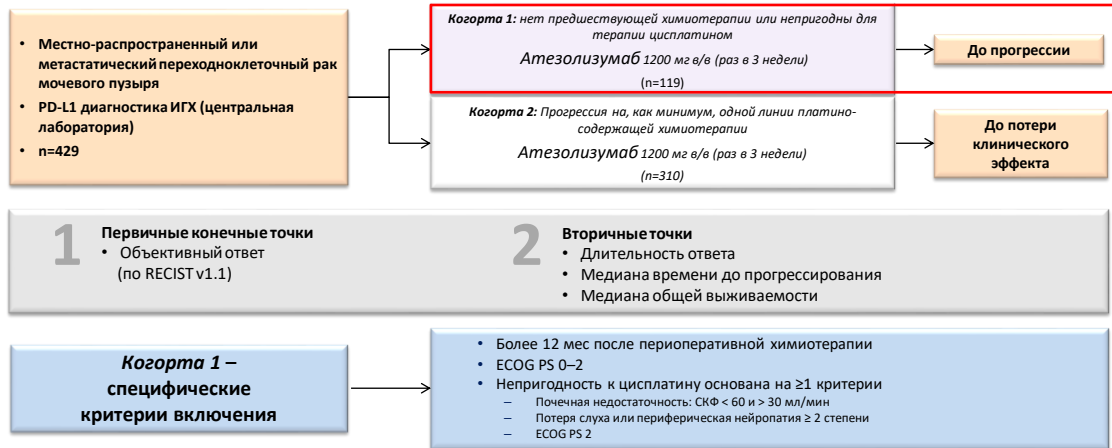 • Местно-распространенный или
метастатический переходноклеточный рак
мочевого пузыря
• PD-L1 диагностика ИГХ (центральная
лаборатория)
• n=429
Когорта 1: нет предшествующей химиотерапии или непригодны для
терапии цисплатином
Атезолизумаб 1200 мг в/в (раз в 3 недели)
(n=119)
До прогрессии
Когорта 2: Прогрессия на, как минимум, одной линии платино-
содержащей химиотерапии
Атезолизумаб 1200 мг в/в (раз в 3 недели)
(n=310)
До потери
клинического
эффекта
1
Первичные конечные точки
• Объективный ответ
(по RECIST v1.1)
2
Вторичные точки
• Длительность ответа
• Медиана времени до прогрессирования
• Медиана общей выживаемости
Когорта 1 –
специфические
критерии включения
• Более 12 мес после периоперативной химиотерапии
• ECOG PS 0–2
• Непригодность к цисплатину основана на ≥1 критерии
– Почечная недостаточность: СКФ < 60 и > 30 мл/мин
– Потеря слуха или периферическая нейропатия ≥ 2 степени
– ECOG PS 2